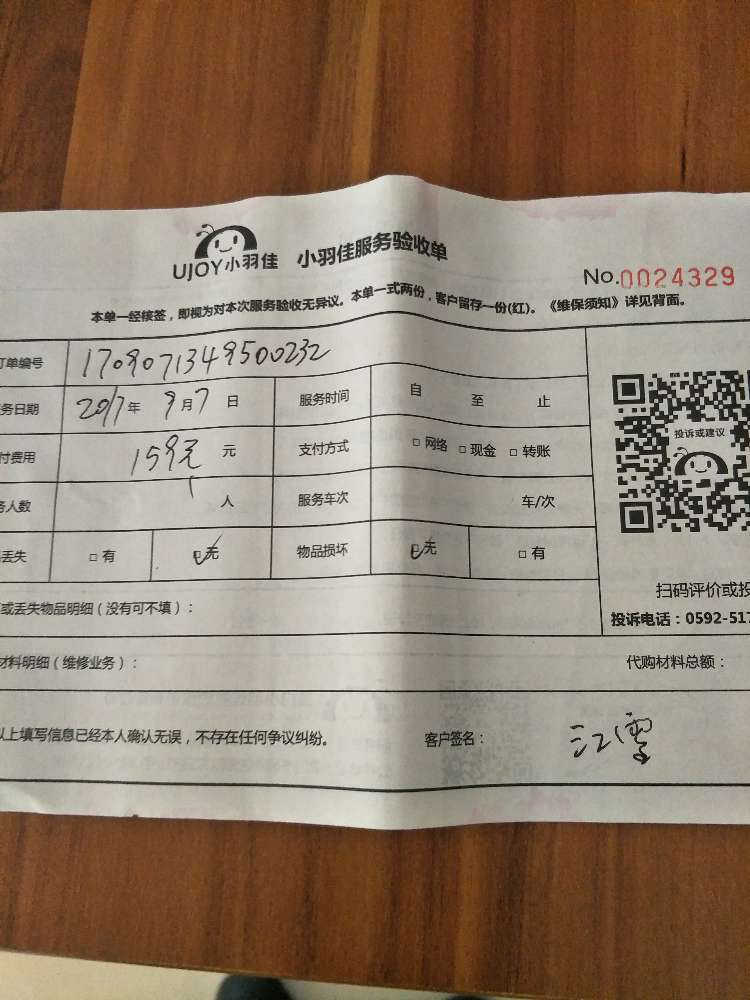 UJOY小羽佳 小羽佳服务验收单
No.0024329
本单一经核签，即视为对本次服务验收无异议。本单一式两份，客户留存一份(红)。《维保须知》详见背面。
订单编号 1709071349500232
务日期 2017年 9月7日 服务时间 自 至 止
付费用 159元 元 支付方式 □网络 □现金 □转账
务人数 人 服务车次 车/次
丢失 □有 ☑无 物品损坏 ☑无 □有
投诉或建议
扫码评价或投
投诉电话：0592-517
或丢失物品明细（没有可不填）：
材料明细（维修业务）： 代购材料总额：
以上填写信息已经本人确认无误，不存在任何争议纠纷。 客户签名： 江雪